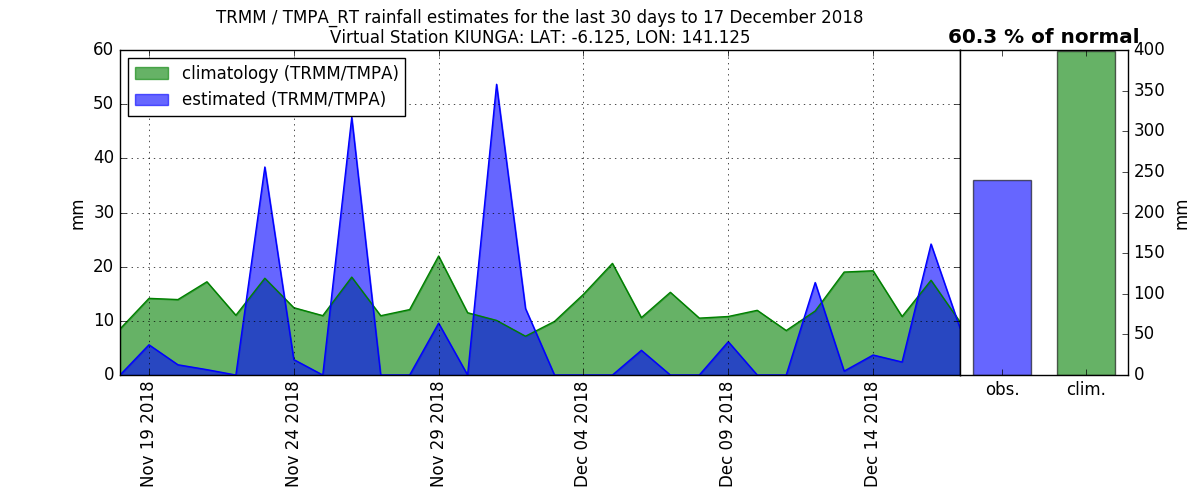 TRMM / TMPA_RT rainfall estimates for the last 30 days to 17 December 2018
Virtual Station KIUNGA: LAT: -6.125, LON: 141.125
60.3 % of normal
climatology (TRMM/TMPA)
estimated (TRMM/TMPA)
60
50
40
30
20
10
0
mm
Nov 19 2018
Nov 24 2018
Nov 29 2018
Dec 04 2018
Dec 09 2018
Dec 14 2018
obs.
clim.
400
350
300
250
200
150
100
50
0
mm